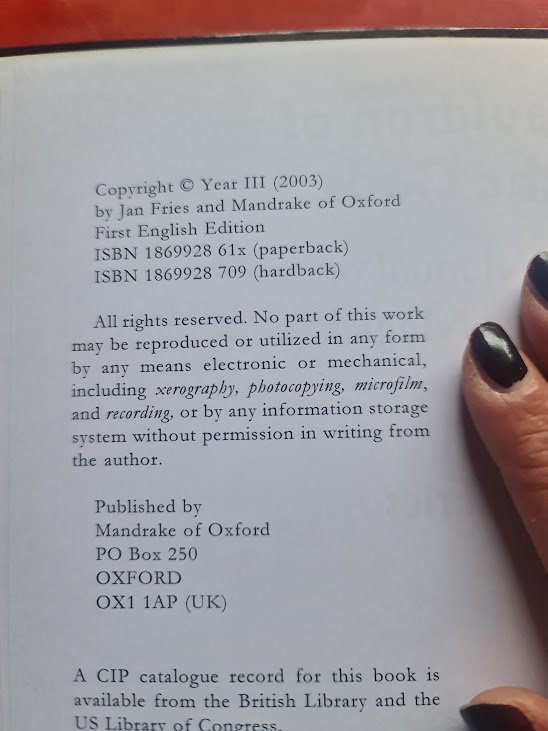 Copyright © Year III (2003)
by Jan Fries and Mandrake of Oxford
First English Edition
ISBN 1869928 61x (paperback)
ISBN 1869928 709 (hardback)
All rights reserved. No part of this work
may be reproduced or utilized in any form
by any means electronic or mechanical,
including xerography, photocopying, microfilm,
and recording, or by any information storage
system without permission in writing from
the author.
Published by
Mandrake of Oxford
PO Box 250
OXFORD
OX1 1AP (UK)
A CIP catalogue record for this book is
available from the British Library and the
US Library of Congress.